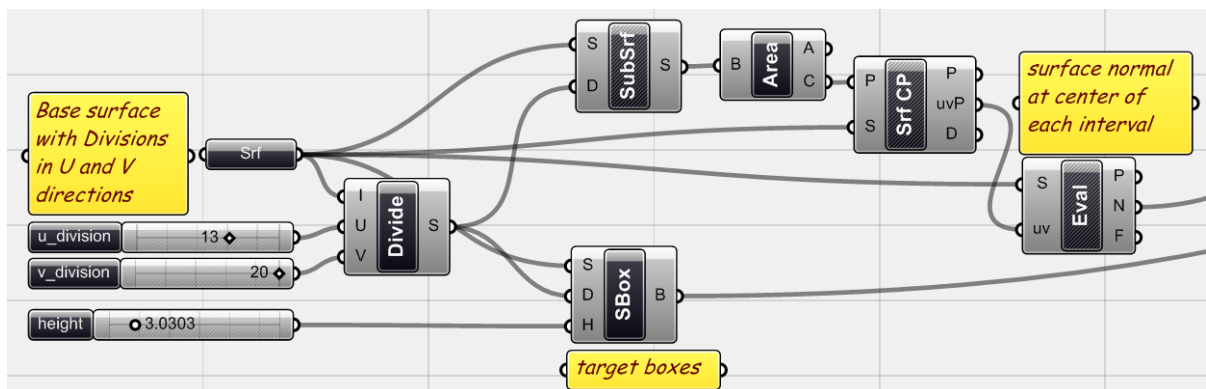 Base surface
with Divisions
in U and V
directions
Srf
u_division
13
v_division
20
height
3.0303
I
U
V
Divide
S
S
D
SubSrf
S
B
Area
A
C
P
S
Srf CP
P
uvP
D
surface normal
at center of
each interval
S
uv
Eval
P
N
F
S
D
H
SBox
B
target boxes